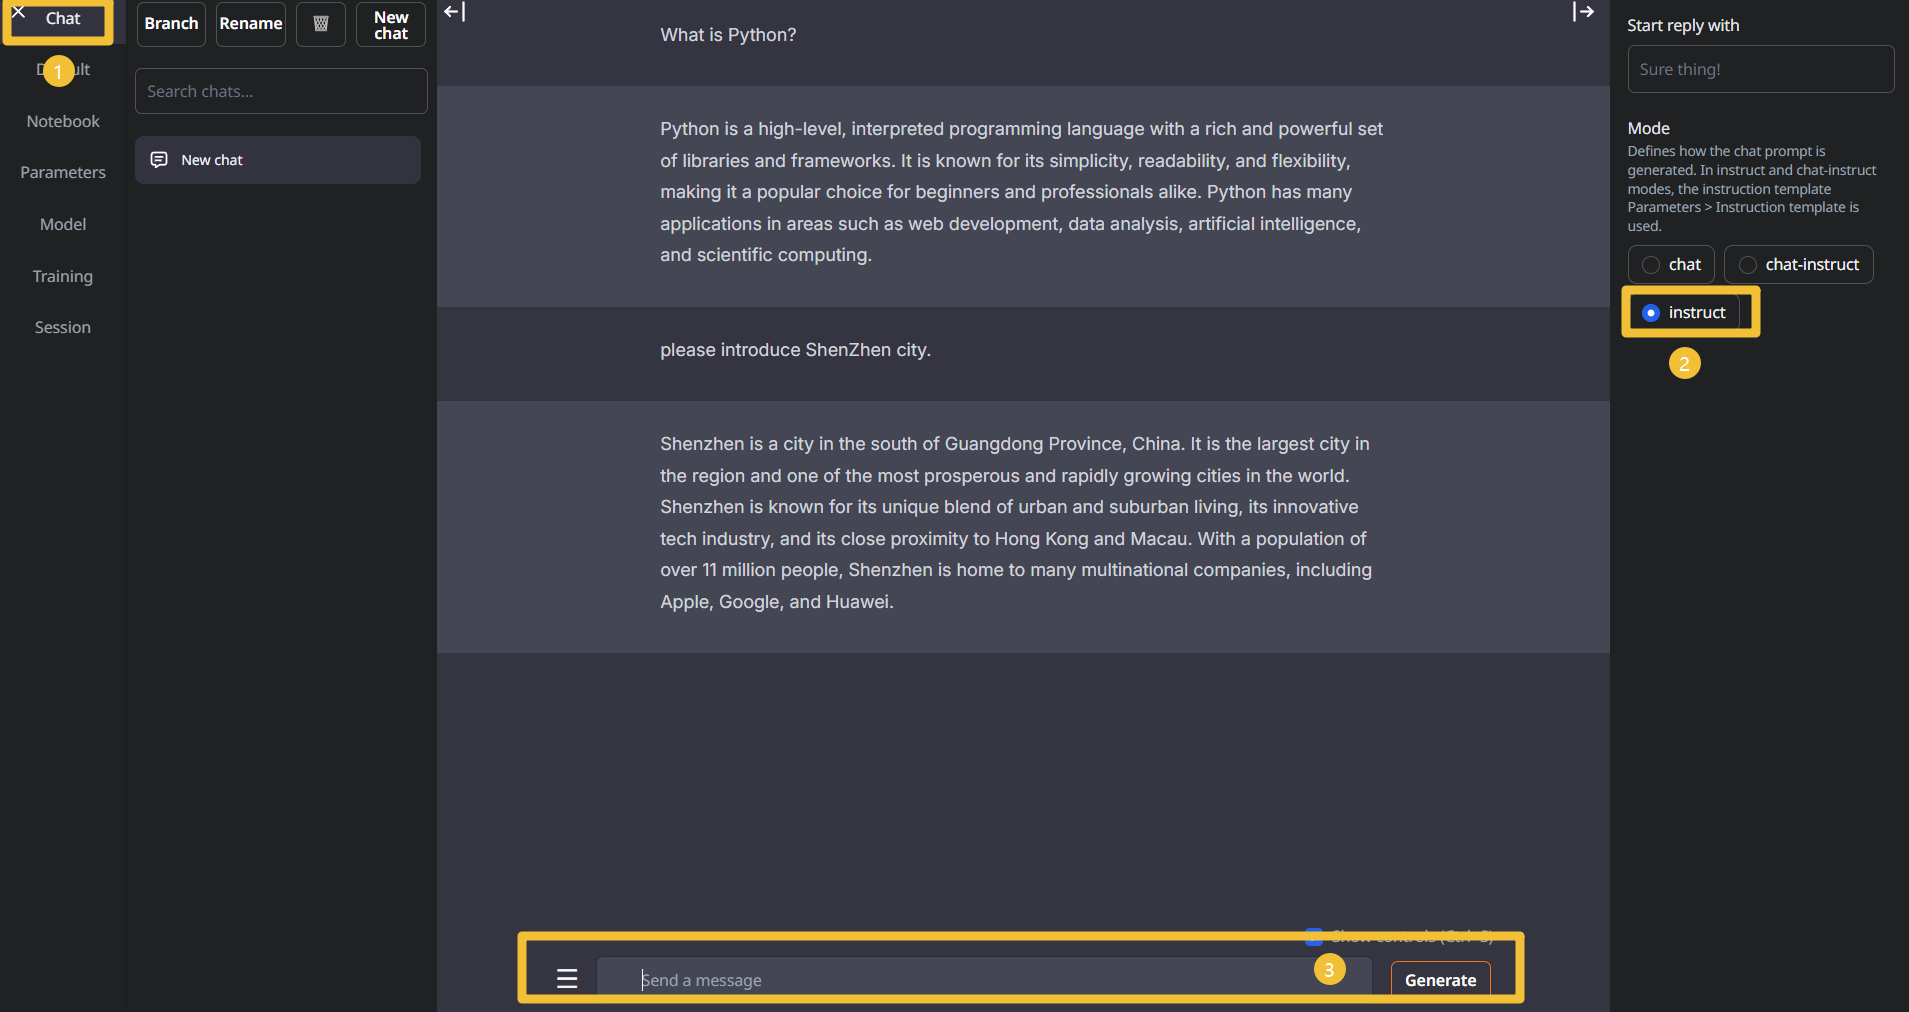 Chat
1
Notebook
Parameters
Model
Training
Session
Branch
Rename
New
chat
Search chats...
New chat
What is Python?
Python is a high-level, interpreted programming language with a rich and powerful set
of libraries and frameworks. It is known for its simplicity, readability, and flexibility,
making it a popular choice for beginners and professionals alike. Python has many
applications in areas such as web development, data analysis, artificial intelligence,
and scientific computing.
please introduce ShenZhen city.
Shenzhen is a city in the south of Guangdong Province, China. It is the largest city in
the region and one of the most prosperous and rapidly growing cities in the world.
Shenzhen is known for its unique blend of urban and suburban living, its innovative
tech industry, and its close proximity to Hong Kong and Macau. With a population of
over 11 million people, Shenzhen is home to many multinational companies, including
Apple, Google, and Huawei.
Show controls (Ctrl+S)
Send a message
3
Generate
Start reply with
Sure thing!
Mode
Defines how the chat prompt is
generated. In instruct and chat-instruct
modes, the instruction template
Parameters > Instruction template is
used.
chat
chat-instruct
instruct
2